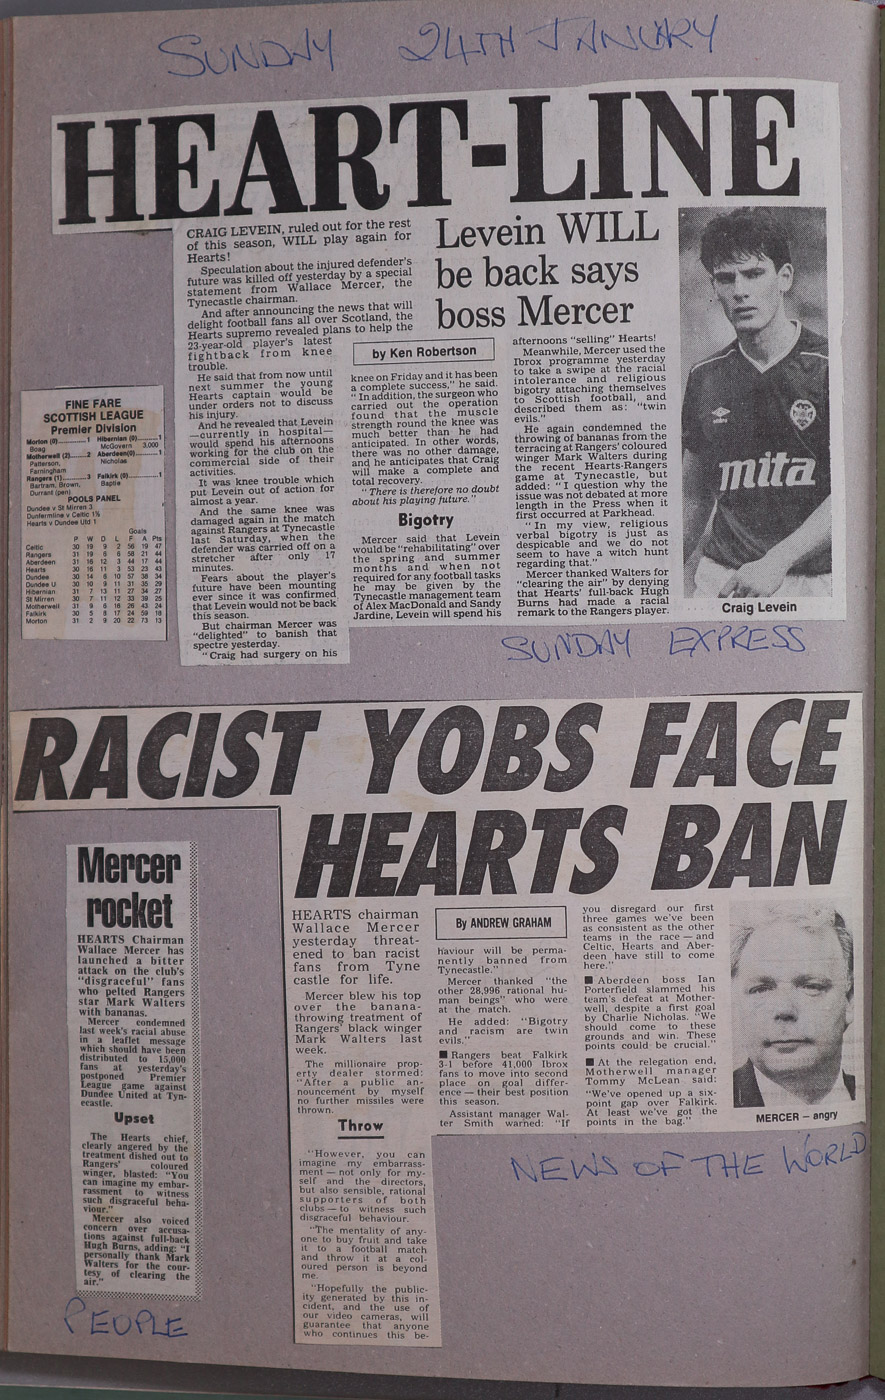 SUNDAY 24TH JANUARY
HEART-LINE
CRAIG LEVEIN, ruled out for the rest
of this season, WILL play again for
Hearts!
Speculation about the injured defender's
future was killed off yesterday by a special
statement from Wallace Mercer, the
Tynecastle chairman.
And after announcing the news that will
delight football fans all over Scotland, the
Hearts supremo revealed plans to help the
23-year-old player's latest
fightback from knee
trouble.
He said that from now until
next summer the young
Hearts captain would be
under orders not to discuss
his injury.
And he revealed that Levein
—currently in hospital—
would spend his afternoons
working for the club on the
commercial side of their
activities.
It was knee trouble which
put Levein out of action for
almost a year.
And the same knee was
damaged again in the match
against Rangers at Tynecastle
last Saturday, when the
defender was carried off on a
stretcher after only 17
minutes.
Fears about the player's
future have been mounting
ever since it was confirmed
that Levein would not be back
this season.
But chairman Mercer was
"delighted" to banish that
spectre yesterday.
"Craig had surgery on his
Levein WILL
be back says
boss Mercer
by Ken Robertson
knee on Friday and it has been
a complete success," he said.
"In addition, the surgeon who
carried out the operation
found that the muscle
strength round the knee was
much better than he had
anticipated. In other words,
there was no other damage,
and he anticipates that Craig
will make a complete and
total recovery.
"There is therefore no doubt
about his playing future."
Bigotry
Mercer said that Levein
would be "rehabilitating" over
the spring and summer
months and when not
required for any football tasks
he may be given by the
Tynecastle management team
of Alex MacDonald and Sandy
Jardine, Levein will spend his
afternoons "selling" Hearts!
Meanwhile, Mercer used the
Ibrox programme yesterday
to take a swipe at the racial
intolerance and religious
bigotry attaching themselves
to Scottish football, and
described them as: "twin
evils."
He again condemned the
throwing of bananas from the
terracing at Rangers' coloured
winger Mark Walters during
the recent Hearts-Rangers
game at Tynecastle, but
added: "I question why the
issue was not debated at more
length in the Press when it
first occurred at Parkhead.
"In my view, religious
verbal bigotry is just as
despicable and we do not
seem to have a witch hunt
regarding that."
Mercer thanked Walters for
"clearing the air" by denying
that Hearts' full-back Hugh
Burns had made a racial
remark to the Rangers player.
umbro
mita
Craig Levein
SUNDAY EXPRESS
FINE FARE
SCOTTISH LEAGUE
Premier Division
Morton (0)..............1 Hibernian (0)..........1
Boag McGovern 3,000
Motherwell (2).......2 Aberdeen(0)..........1
Patterson, Nicholas
Farningham
Rangers (1)............3 Falkirk (0)..............1
Bartram, Brown, Baptie
Durrant (pen)
POOLS PANEL
Dundee v St Mirren 3
Dunfermline v Celtic 1½
Hearts v Dundee Utd 1
Goals
P W D L F A Pts
Celtic 30 19 9 2 56 19 47
Rangers 31 19 6 6 58 21 44
Aberdeen 31 16 12 3 44 17 44
Hearts 30 16 11 3 53 23 43
Dundee 30 14 6 10 57 38 34
Dundee U 30 10 9 11 31 35 29
Hibernian 31 7 13 11 27 34 27
St Mirren 30 7 11 12 33 39 25
Motherwell 31 9 6 16 26 43 24
Falkirk 30 5 8 17 24 59 18
Morton 31 2 9 20 22 73 13
RACIST YOBS FACE
HEARTS BAN
Mercer
rocket
HEARTS Chairman
Wallace Mercer has
launched a bitter
attack on the club's
"disgraceful" fans
who pelted Rangers
star Mark Walters
with bananas.
Mercer condemned
last week's racial abuse
in a leaflet message
which should have been
distributed to 15,000
fans at yesterday's
postponed Premier
League game against
Dundee United at Tyn-
ecastle.
Upset
The Hearts chief,
clearly angered by the
treatment dished out to
Rangers' coloured
winger, blasted: "You
can imagine my embar-
rassment to witness
such disgraceful beha-
viour."
Mercer also voiced
concern over accusa-
tions against full-back
Hugh Burns, adding: "I
personally thank Mark
Walters for the cour-
tesy of clearing the
air."
PEOPLE
HEARTS chairman
Wallace Mercer
yesterday threat-
ened to ban racist
fans from Tyne
castle for life.
Mercer blew his top
over the banana-
throwing treatment of
Rangers' black winger
Mark Walters last
week.
The millionaire prop-
erty dealer stormed:
"After a public an-
nouncement by myself
no further missiles were
thrown.
Throw
"However, you can
imagine my embarrass-
ment — not only for my-
self and the directors,
but also sensible, rational
supporters of both
clubs — to witness such
disgraceful behaviour.
"The mentality of any-
one to buy fruit and take
it to a football match
and throw it at a col-
oured person is beyond
me.
"Hopefully the public-
ity generated by this in-
cident, and the use of
our video cameras, will
guarantee that anyone
who continues this be-
By ANDREW GRAHAM
haviour will be perma-
nently banned from
Tynecastle."
Mercer thanked "the
other 28,996 rational hu-
man beings" who were
at the match.
He added: "Bigotry
and racism are twin
evils."
■ Rangers beat Falkirk
3-1 before 41,000 Ibrox
fans to move into second
place on goal differ-
ence — their best position
this season.
Assistant manager Wal-
ter Smith warned: "If
you disregard our first
three games we've been
as consistent as the other
teams in the race — and
Celtic, Hearts and Aber-
deen have still to come
here."
■ Aberdeen boss Ian
Porterfield slammed his
team's defeat at Mother-
well, despite a first goal
by Charlie Nicholas. "We
should come to these
grounds and win. These
points could be crucial."
■ At the relegation end,
Motherwell manager
Tommy McLean said:
"We've opened up a six-
point gap over Falkirk.
At least we've got the
points in the bag."
MERCER — angry
NEWS OF THE WORLD